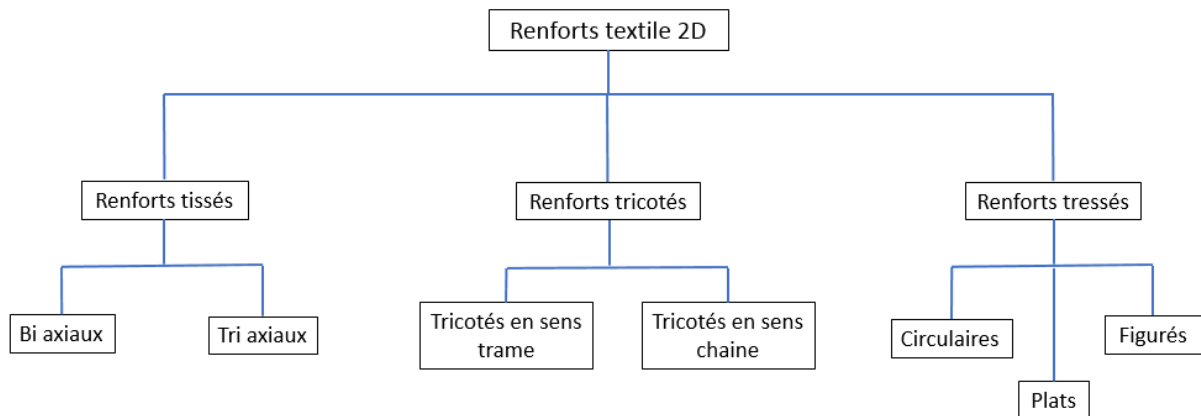 Renforts textile 2D
Renforts tissés
Renforts tricotés
Renforts tressés
Bi axiaux
Tri axiaux
Tricotés en sens
trame
Tricotés en sens
chaine
Circulaires
Plats
Figurés